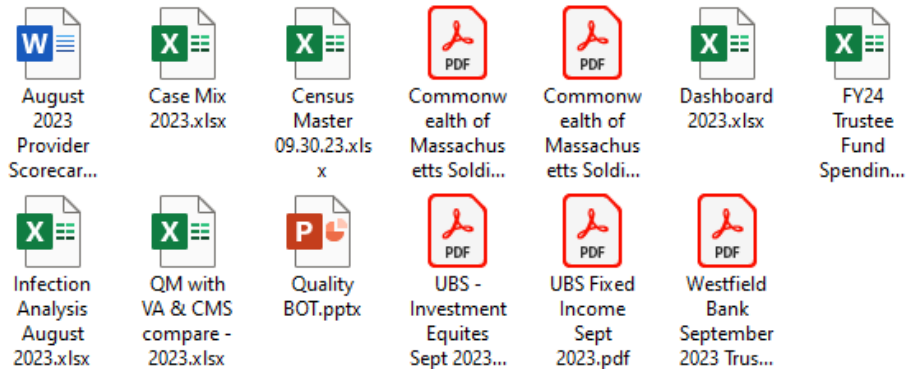 W
X
X
PDF
PDF
X
X
August
2023
Provider
Scorecar...
Case Mix
2023.xlsx
Census
Master
09.30.23.xls
x
Commonw
ealth of
Massachus
etts Soldi...
Commonw
ealth of
Massachus
etts Soldi...
Dashboard
2023.xlsx
FY24
Trustee
Fund
Spendin...
X
X
P
PDF
PDF
PDF
Infection
Analysis
August
2023.xlsx
QM with
VA & CMS
compare -
2023.xlsx
Quality
BOT.pptx
UBS -
Investment
Equites
Sept 2023...
UBS Fixed
Income
Sept
2023.pdf
Westfield
Bank
September
2023 Trus...